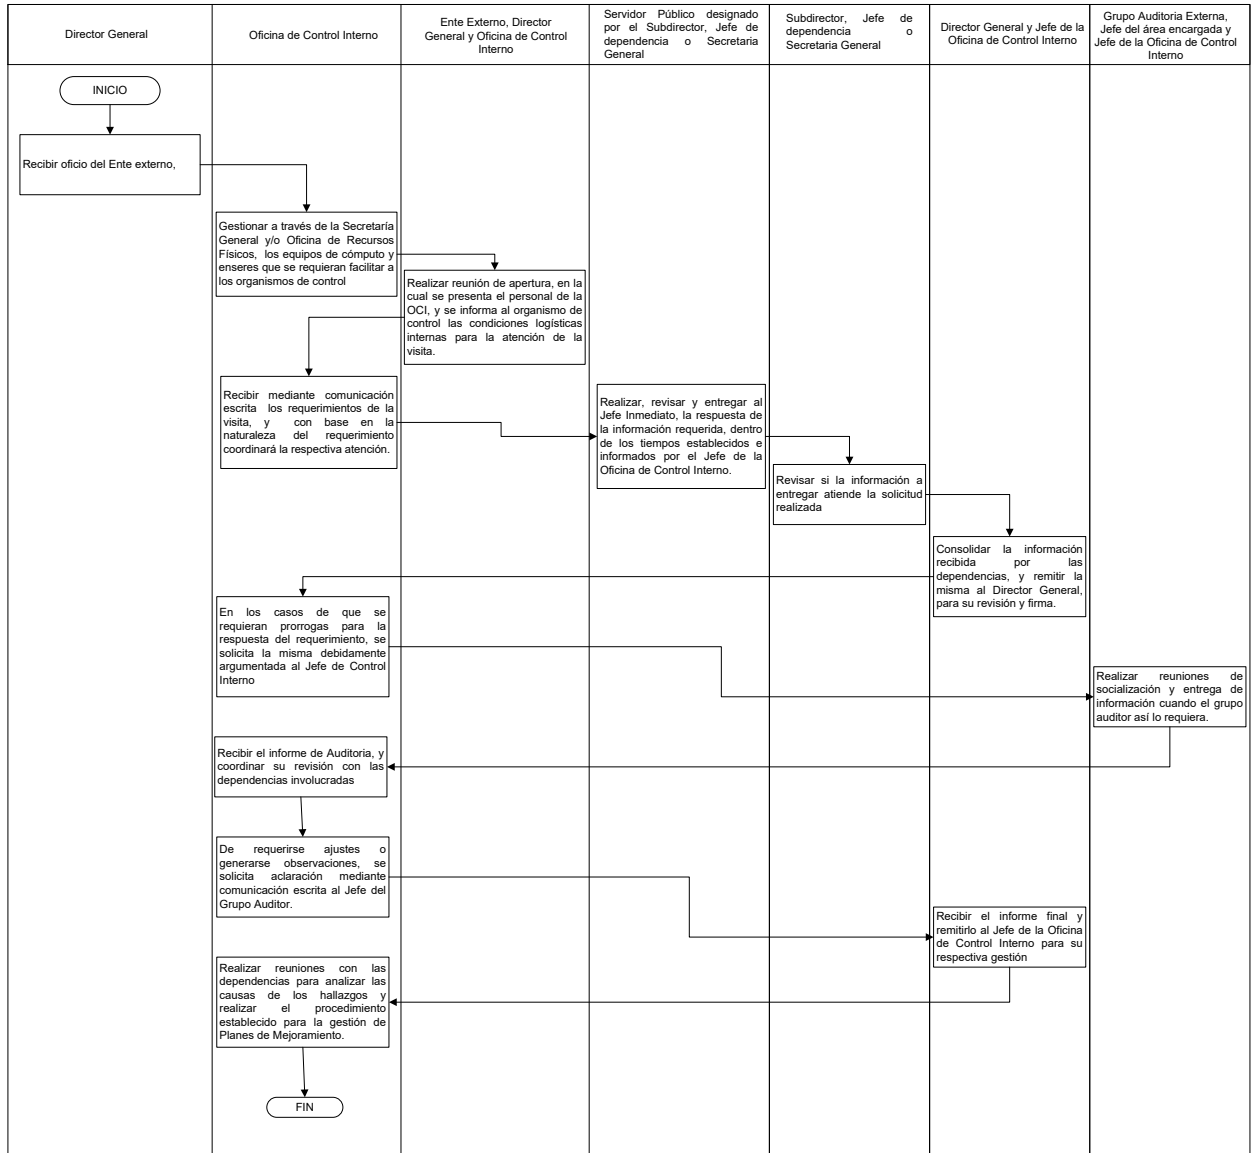 Director General
Oficina de Control Interno
Ente Externo, Director
General y Oficina de Control
Interno
Servidor Público designado
por el Subdirector, Jefe de
dependencia o Secretaria
General
Subdirector, Jefe de
dependencia o
Secretaria General
Director General y Jefe de la
Oficina de Control Interno
Grupo Auditoria Externa,
Jefe del área encargada y
Jefe de la Oficina de Control
Interno
INICIO
Recibir oficio del Ente externo,
Gestionar a través de la Secretaría
General y/o Oficina de Recursos
Físicos, los equipos de cómputo y
enseres que se requieran facilitar a
los organismos de control
Realizar reunión de apertura, en la
cual se presenta el personal de la
OCI, y se informa al organismo de
control las condiciones logísticas
internas para la atención de la
visita.
Recibir mediante comunicación
escrita los requerimientos de la
visita, y con base en la
naturaleza del requerimiento
coordinará la respectiva atención.
Realizar, revisar y entregar al
Jefe Inmediato, la respuesta de
la información requerida, dentro
de los tiempos establecidos e
informados por el Jefe de la
Oficina de Control Interno.
Revisar si la información a
entregar atiende la solicitud
realizada
Consolidar la información
recibida por las
dependencias, y remitir la
misma al Director General,
para su revisión y firma.
En los casos de que se
requieran prorrogas para la
respuesta del requerimiento, se
solicita la misma debidamente
argumentada al Jefe de Control
Interno
Realizar reuniones de
socialización y entrega de
información cuando el grupo
auditor así lo requiera.
Recibir el informe de Auditoria, y
coordinar su revisión con las
dependencias involucradas
De requerirse ajustes o
generarse observaciones, se
solicita aclaración mediante
comunicación escrita al Jefe del
Grupo Auditor.
Recibir el informe final y
remitirlo al Jefe de la Oficina
de Control Interno para su
respectiva gestión
Realizar reuniones con las
dependencias para analizar las
causas de los hallazgos y
realizar el procedimiento
establecido para la gestión de
Planes de Mejoramiento.
FIN